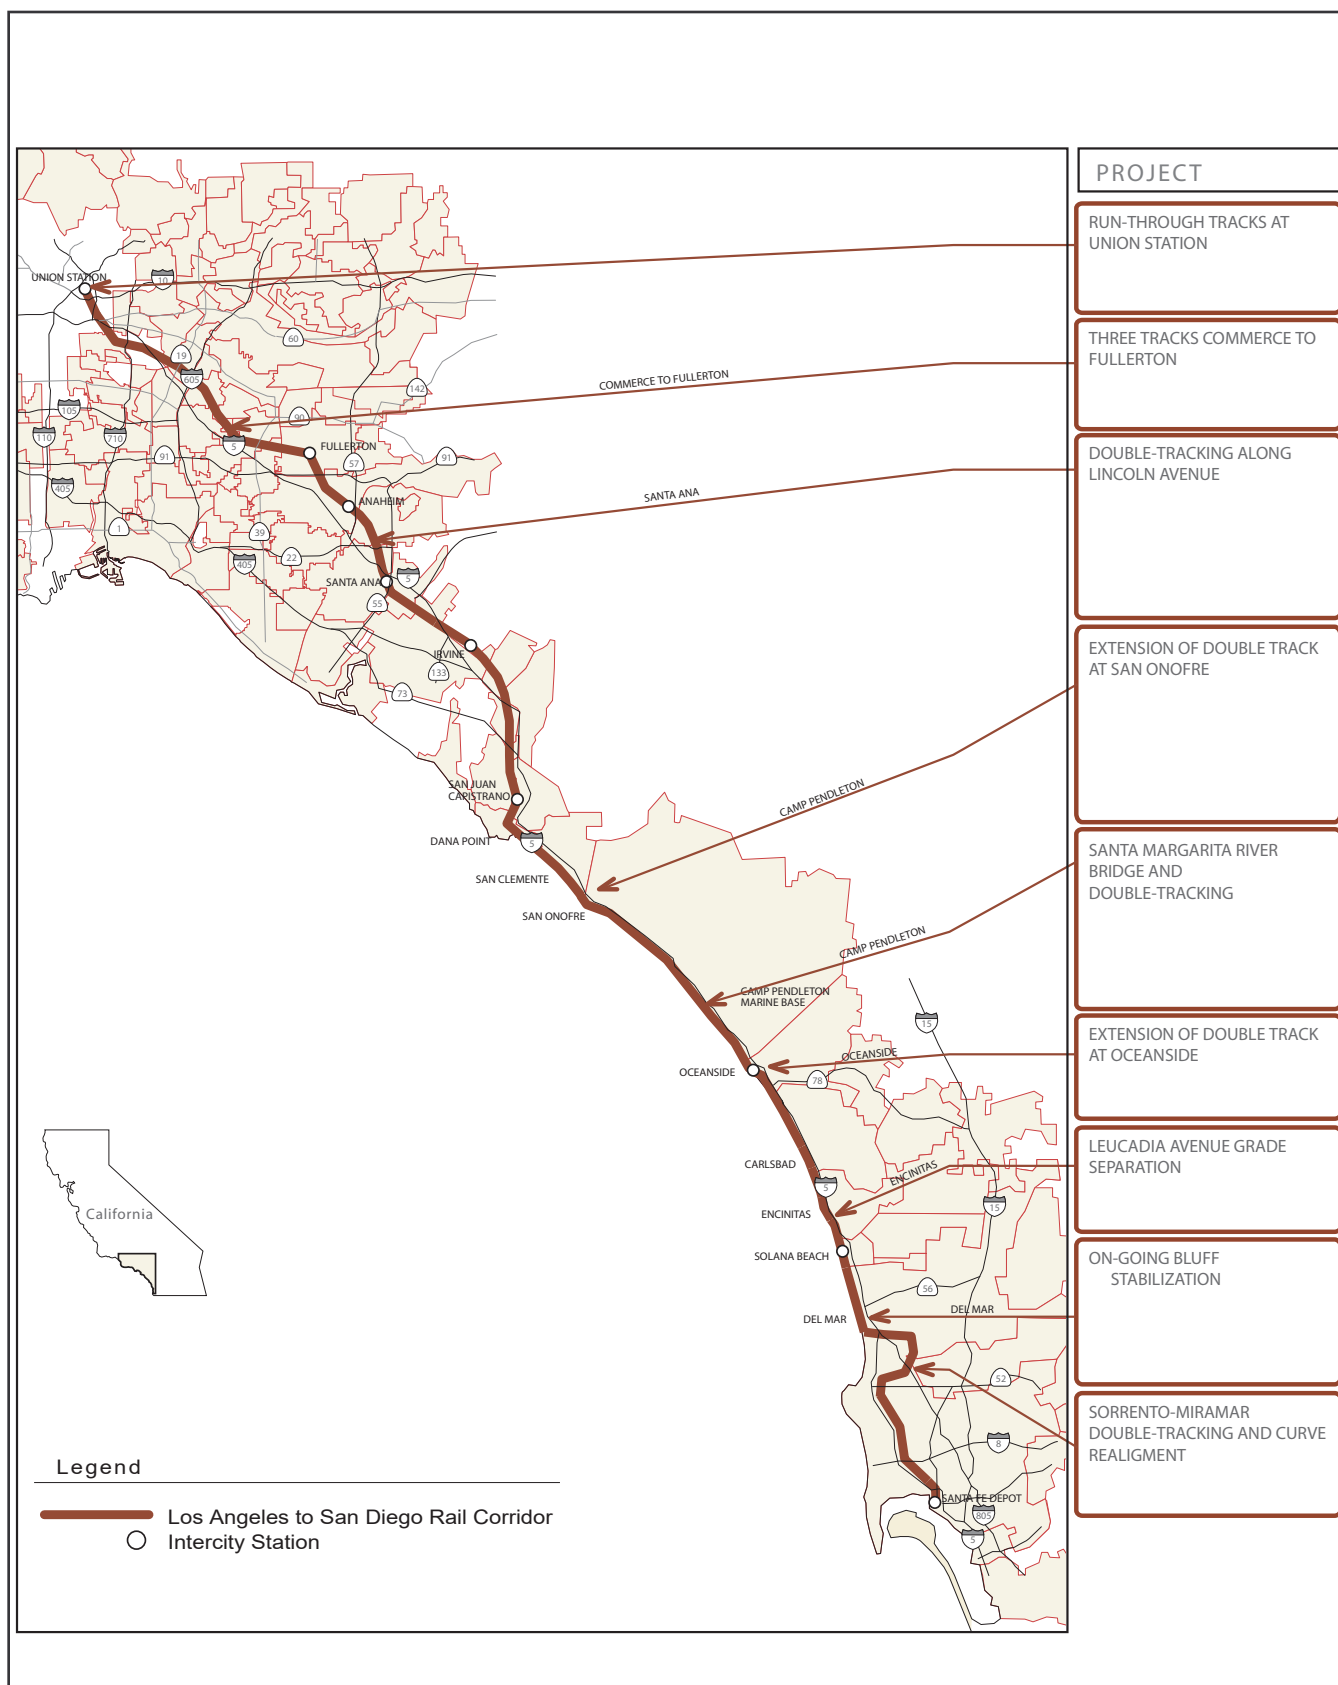 PROJECT
RUN-THROUGH TRACKS AT
UNION STATION
THREE TRACKS COMMERCE TO
FULLERTON
DOUBLE-TRACKING ALONG
LINCOLN AVENUE
EXTENSION OF DOUBLE TRACK
AT SAN ONOFRE
SANTA MARGARITA RIVER
BRIDGE AND
DOUBLE-TRACKING
EXTENSION OF DOUBLE TRACK
AT OCEANSIDE
LEUCADIA AVENUE GRADE
SEPARATION
ON-GOING BLUFF
STABILIZATION
SORRENTO-MIRAMAR
DOUBLE-TRACKING AND CURVE
REALIGMENT
UNION STATION
10
60
19
605
COMMERCE TO FULLERTON
142
105
90
110
710
5
FULLERTON
91
57
91
405
SANTA ANA
ANAHEIM
1
39
22
405
SANTA ANA
5
55
IRVINE
133
73
SAN JUAN
CAPISTRANO
CAMP PENDLETON
DANA POINT
5
SAN CLEMENTE
SAN ONOFRE
CAMP PENDLETON
CAMP PENDLETON
MARINE BASE
15
OCEANSIDE
OCEANSIDE
78
CARLSBAD
ENCINITAS
5
15
ENCINITAS
SOLANA BEACH
56
DEL MAR
DEL MAR
52
8
SANTA FE DEPOT
805
5
California
Legend
Los Angeles to San Diego Rail Corridor
Intercity Station